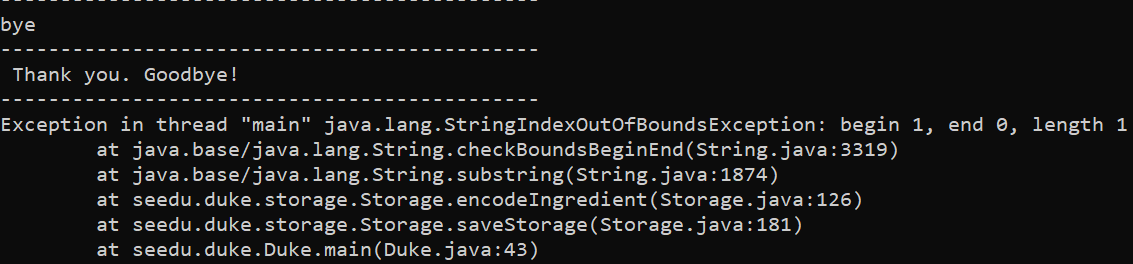 ---------------------------------------------
bye
---------------------------------------------
 Thank you. Goodbye!
---------------------------------------------
Exception in thread "main" java.lang.StringIndexOutOfBoundsException: begin 1, end 0, length 1
        at java.base/java.lang.String.checkBoundsBeginEnd(String.java:3319)
        at java.base/java.lang.String.substring(String.java:1874)
        at seedu.duke.storage.Storage.encodeIngredient(Storage.java:126)
        at seedu.duke.storage.Storage.saveStorage(Storage.java:181)
        at seedu.duke.Duke.main(Duke.java:43)